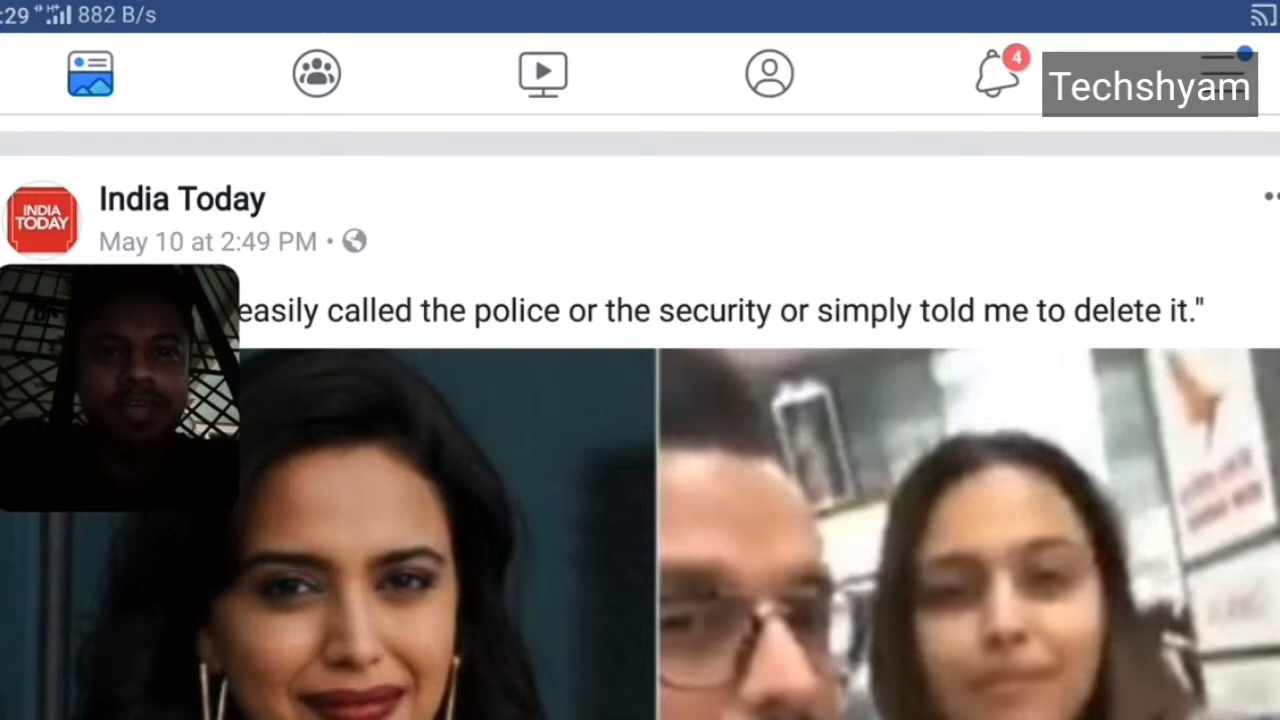 :29 882 B/s
4
Techshyam
India Today
INDIA
TODAY
May 10 at 2:49 PM •
easily called the police or the security or simply told me to delete it."